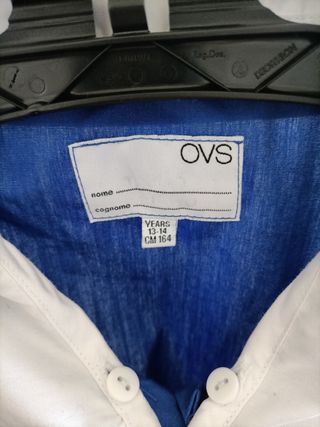 OVS
nome
cognome
YEARS
13-14
CM 164